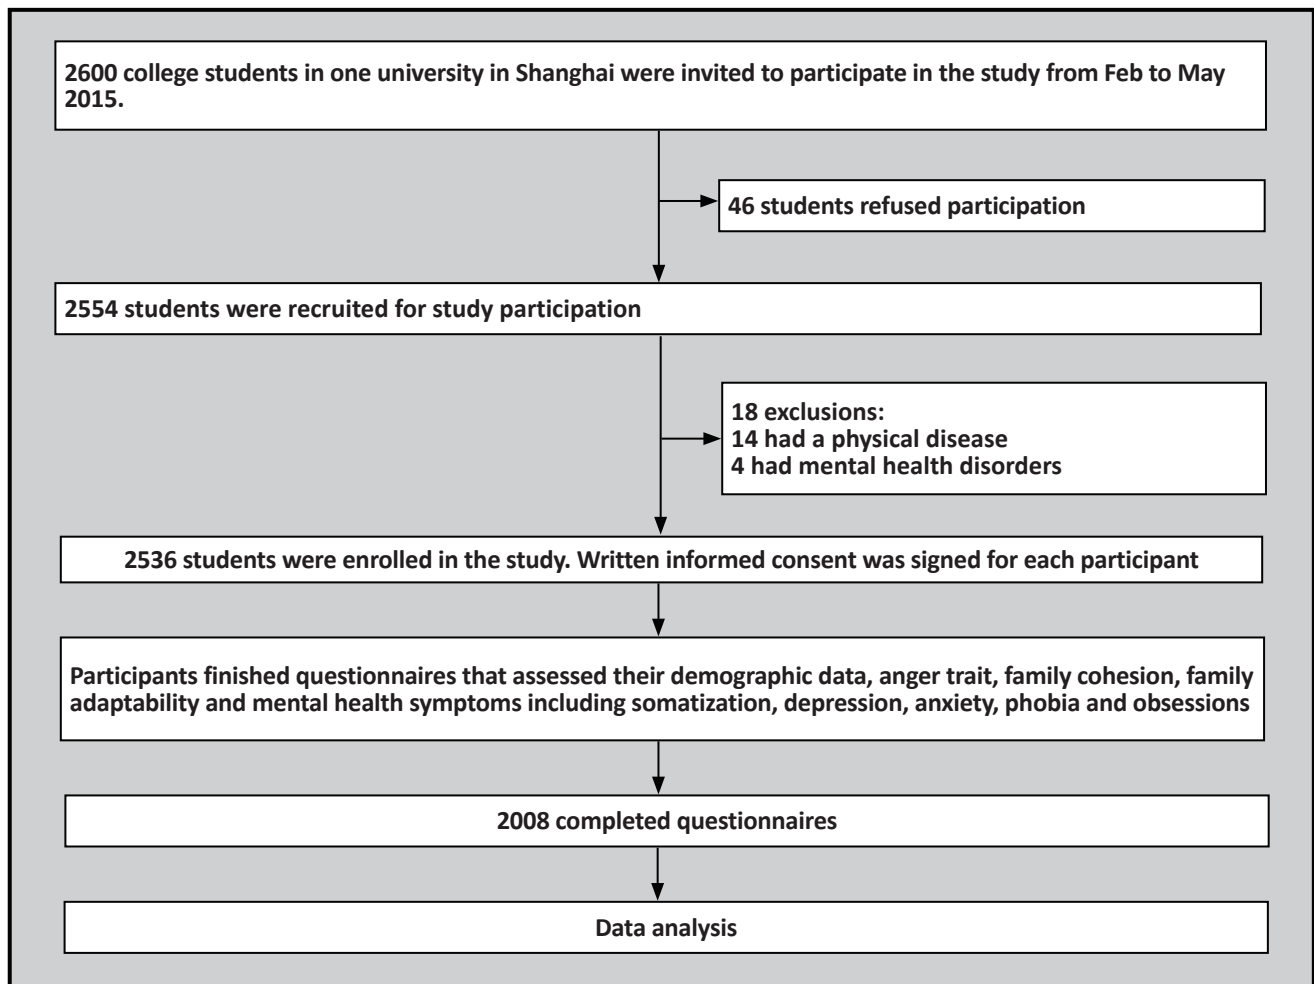 2600 college students in one university in Shanghai were invited to participate in the study from Feb to May
2015.
46 students refused participation
2554 students were recruited for study participation
18 exclusions:
14 had a physical disease
4 had mental health disorders
2536 students were enrolled in the study. Written informed consent was signed for each participant
Participants finished questionnaires that assessed their demographic data, anger trait, family cohesion, family
adaptability and mental health symptoms including somatization, depression, anxiety, phobia and obsessions
2008 completed questionnaires
Data analysis